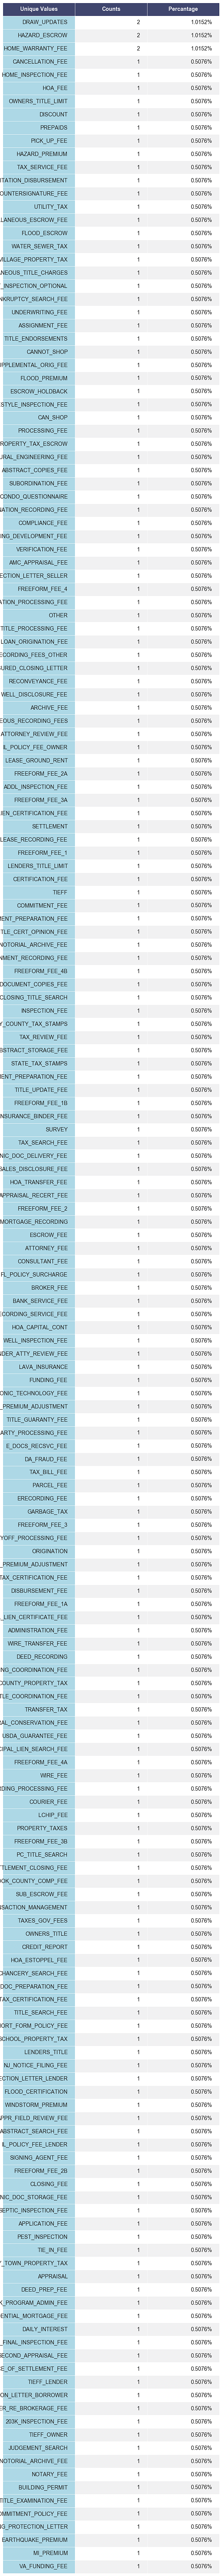 Unique Values Counts Percentage
DRAW_UPDATES 2 1.0152%
HAZARD_ESCROW 2 1.0152%
HOME_WARRANTY_FEE 2 1.0152%
CANCELLATION_FEE 1 0.5076%
HOME_INSPECTION_FEE 1 0.5076%
HOA_FEE 1 0.5076%
OWNERS_TITLE_LIMIT 1 0.5076%
DISCOUNT 1 0.5076%
PREPAIDS 1 0.5076%
PICK_UP_FEE 1 0.5076%
HAZARD_PREMIUM 1 0.5076%
TAX_SERVICE_FEE 1 0.5076%
ITATION_DISBURSEMENT 1 0.5076%
OUNTERSIGNATURE_FEE 1 0.5076%
UTILITY_TAX 1 0.5076%
LLANEOUS_ESCROW_FEE 1 0.5076%
FLOOD_ESCROW 1 0.5076%
WATER_SEWER_TAX 1 0.5076%
VILLAGE_PROPERTY_TAX 1 0.5076%
ANEOUS_TITLE_CHARGES 1 0.5076%
_INSPECTION_OPTIONAL 1 0.5076%
NKRUPTCY_SEARCH_FEE 1 0.5076%
UNDERWRITING_FEE 1 0.5076%
ASSIGNMENT_FEE 1 0.5076%
TITLE_ENDORSEMENTS 1 0.5076%
CANNOT_SHOP 1 0.5076%
UPPLEMENTAL_ORIG_FEE 1 0.5076%
FLOOD_PREMIUM 1 0.5076%
ESCROW_HOLDBACK 1 0.5076%
STYLE_INSPECTION_FEE 1 0.5076%
CAN_SHOP 1 0.5076%
PROCESSING_FEE 1 0.5076%
ROPERTY_TAX_ESCROW 1 0.5076%
URAL_ENGINEERING_FEE 1 0.5076%
ABSTRACT_COPIES_FEE 1 0.5076%
SUBORDINATION_FEE 1 0.5076%
CONDO_QUESTIONNAIRE 1 0.5076%
NATION_RECORDING_FEE 1 0.5076%
COMPLIANCE_FEE 1 0.5076%
ING_DEVELOPMENT_FEE 1 0.5076%
VERIFICATION_FEE 1 0.5076%
AMC_APPRAISAL_FEE 1 0.5076%
ECTION_LETTER_SELLER 1 0.5076%
FREEFORM_FEE_4 1 0.5076%
ATION_PROCESSING_FEE 1 0.5076%
OTHER 1 0.5076%
TITLE_PROCESSING_FEE 1 0.5076%
LOAN_ORIGINATION_FEE 1 0.5076%
ECORDING_FEES_OTHER 1 0.5076%
SURED_CLOSING_LETTER 1 0.5076%
RECONVEYANCE_FEE 1 0.5076%
WELL_DISCLOSURE_FEE 1 0.5076%
ARCHIVE_FEE 1 0.5076%
EOUS_RECORDING_FEES 1 0.5076%
ATTORNEY_REVIEW_FEE 1 0.5076%
IL_POLICY_FEE_OWNER 1 0.5076%
LEASE_GROUND_RENT 1 0.5076%
FREEFORM_FEE_2A 1 0.5076%
ADDL_INSPECTION_FEE 1 0.5076%
FREEFORM_FEE_3A 1 0.5076%
IEN_CERTIFICATION_FEE 1 0.5076%
SETTLEMENT 1 0.5076%
LEASE_RECORDING_FEE 1 0.5076%
FREEFORM_FEE_1 1 0.5076%
LENDERS_TITLE_LIMIT 1 0.5076%
CERTIFICATION_FEE 1 0.5076%
TIEFF 1 0.5076%
COMMITMENT_FEE 1 0.5076%
MENT_PREPARATION_FEE 1 0.5076%
TLE_CERT_OPINION_FEE 1 0.5076%
NOTORIAL_ARCHIVE_FEE 1 0.5076%
NMENT_RECORDING_FEE 1 0.5076%
FREEFORM_FEE_4B 1 0.5076%
DOCUMENT_COPIES_FEE 1 0.5076%
CLOSING_TITLE_SEARCH 1 0.5076%
INSPECTION_FEE 1 0.5076%
Y_COUNTY_TAX_STAMPS 1 0.5076%
TAX_REVIEW_FEE 1 0.5076%
BSTRACT_STORAGE_FEE 1 0.5076%
STATE_TAX_STAMPS 1 0.5076%
MENT_PREPARATION_FEE 1 0.5076%
TITLE_UPDATE_FEE 1 0.5076%
FREEFORM_FEE_1B 1 0.5076%
INSURANCE_BINDER_FEE 1 0.5076%
SURVEY 1 0.5076%
TAX_SEARCH_FEE 1 0.5076%
NIC_DOC_DELIVERY_FEE 1 0.5076%
SALES_DISCLOSURE_FEE 1 0.5076%
HOA_TRANSFER_FEE 1 0.5076%
APPRAISAL_RECERT_FEE 1 0.5076%
FREEFORM_FEE_2 1 0.5076%
MORTGAGE_RECORDING 1 0.5076%
ESCROW_FEE 1 0.5076%
ATTORNEY_FEE 1 0.5076%
CONSULTANT_FEE 1 0.5076%
FL_POLICY_SURCHARGE 1 0.5076%
BROKER_FEE 1 0.5076%
BANK_SERVICE_FEE 1 0.5076%
ECORDING_SERVICE_FEE 1 0.5076%
HOA_CAPITAL_CONT 1 0.5076%
WELL_INSPECTION_FEE 1 0.5076%
NDER_ATTY_REVIEW_FEE 1 0.5076%
LAVA_INSURANCE 1 0.5076%
FUNDING_FEE 1 0.5076%
ONIC_TECHNOLOGY_FEE 1 0.5076%
_PREMIUM_ADJUSTMENT 1 0.5076%
TITLE_GUARANTY_FEE 1 0.5076%
ARTY_PROCESSING_FEE 1 0.5076%
E_DOCS_RECSVC_FEE 1 0.5076%
DA_FRAUD_FEE 1 0.5076%
TAX_BILL_FEE 1 0.5076%
PARCEL_FEE 1 0.5076%
ERECORDING_FEE 1 0.5076%
GARBAGE_TAX 1 0.5076%
FREEFORM_FEE_3 1 0.5076%
YOFF_PROCESSING_FEE 1 0.5076%
ORIGINATION 1 0.5076%
_PREMIUM_ADJUSTMENT 1 0.5076%
TAX_CERTIFICATION_FEE 1 0.5076%
DISBURSEMENT_FEE 1 0.5076%
FREEFORM_FEE_1A 1 0.5076%
_LIEN_CERTIFICATE_FEE 1 0.5076%
ADMINISTRATION_FEE 1 0.5076%
WIRE_TRANSFER_FEE 1 0.5076%
DEED_RECORDING 1 0.5076%
ING_COORDINATION_FEE 1 0.5076%
COUNTY_PROPERTY_TAX 1 0.5076%
TLE_COORDINATION_FEE 1 0.5076%
TRANSFER_TAX 1 0.5076%
RAL_CONSERVATION_FEE 1 0.5076%
USDA_GUARANTEE_FEE 1 0.5076%
CIPAL_LIEN_SEARCH_FEE 1 0.5076%
FREEFORM_FEE_4A 1 0.5076%
WIRE_FEE 1 0.5076%
RDING_PROCESSING_FEE 1 0.5076%
COURIER_FEE 1 0.5076%
LCHIP_FEE 1 0.5076%
PROPERTY_TAXES 1 0.5076%
FREEFORM_FEE_3B 1 0.5076%
PC_TITLE_SEARCH 1 0.5076%
TTLEMENT_CLOSING_FEE 1 0.5076%
OOK_COUNTY_COMP_FEE 1 0.5076%
SUB_ESCROW_FEE 1 0.5076%
NSACTION_MANAGEMENT 1 0.5076%
TAXES_GOV_FEES 1 0.5076%
OWNERS_TITLE 1 0.5076%
CREDIT_REPORT 1 0.5076%
HOA_ESTOPPEL_FEE 1 0.5076%
CHANCERY_SEARCH_FEE 1 0.5076%
DOC_PREPARATION_FEE 1 0.5076%
TAX_CERTIFICATION_FEE 1 0.5076%
TITLE_SEARCH_FEE 1 0.5076%
HORT_FORM_POLICY_FEE 1 0.5076%
SCHOOL_PROPERTY_TAX 1 0.5076%
LENDERS_TITLE 1 0.5076%
NJ_NOTICE_FILING_FEE 1 0.5076%
ECTION_LETTER_LENDER 1 0.5076%
FLOOD_CERTIFICATION 1 0.5076%
WINDSTORM_PREMIUM 1 0.5076%
APPR_FIELD_REVIEW_FEE 1 0.5076%
ABSTRACT_SEARCH_FEE 1 0.5076%
IL_POLICY_FEE_LENDER 1 0.5076%
SIGNING_AGENT_FEE 1 0.5076%
FREEFORM_FEE_2B 1 0.5076%
CLOSING_FEE 1 0.5076%
NIC_DOC_STORAGE_FEE 1 0.5076%
SEPTIC_INSPECTION_FEE 1 0.5076%
APPLICATION_FEE 1 0.5076%
PEST_INSPECTION 1 0.5076%
TIE_IN_FEE 1 0.5076%
Y_TOWN_PROPERTY_TAX 1 0.5076%
APPRAISAL 1 0.5076%
DEED_PREP_FEE 1 0.5076%
K_PROGRAM_ADMIN_FEE 1 0.5076%
DENTIAL_MORTGAGE_FEE 1 0.5076%
DAILY_INTEREST 1 0.5076%
_FINAL_INSPECTION_FEE 1 0.5076%
SECOND_APPRAISAL_FEE 1 0.5076%
CE_OF_SETTLEMENT_FEE 1 0.5076%
TIEFF_LENDER 1 0.5076%
ION_LETTER_BORROWER 1 0.5076%
ER_RE_BROKERAGE_FEE 1 0.5076%
203K_INSPECTION_FEE 1 0.5076%
TIEFF_OWNER 1 0.5076%
JUDGEMENT_SEARCH 1 0.5076%
NOTORIAL_ARCHIVE_FEE 1 0.5076%
NOTARY_FEE 1 0.5076%
BUILDING_PERMIT 1 0.5076%
TITLE_EXAMINATION_FEE 1 0.5076%
OMMITMENT_POLICY_FEE 1 0.5076%
NG_PROTECTION_LETTER 1 0.5076%
EARTHQUAKE_PREMIUM 1 0.5076%
MI_PREMIUM 1 0.5076%
VA_FUNDING_FEE 1 0.5076%